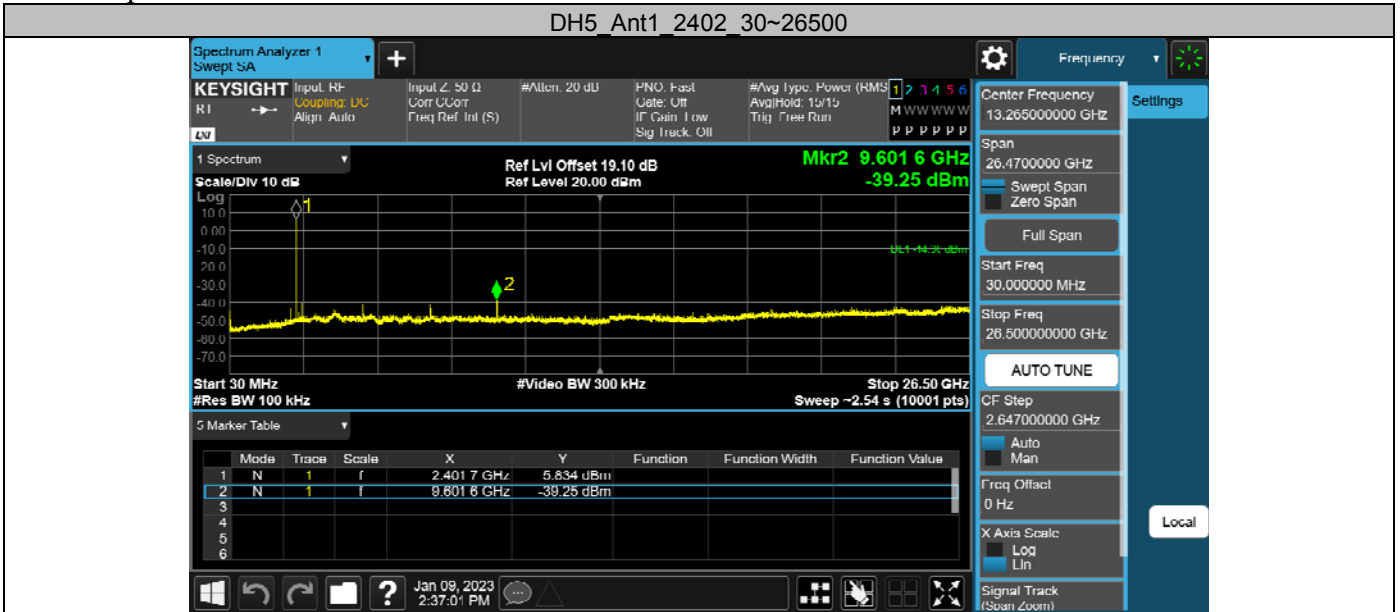 DH5_Ant1_2402_30~26500
Spectrum Analyzer 1
Swept SA
+
Frequency
KEYSIGHT
Input: RF
Coupling: DC
Align: Auto
Input Z: 50 Ω
Corr CCorr
Freq Ref: Int (S)
#Atten: 20 dB
PNO: Fast
Gate: Off
IF Gain: Low
Sig Track: Off
#Avg Type: Power (RMS
Avg|Hold: 15/15
Trig: Free Run
1 2 3 4 5 6
M W W W W W
P P P P P P
LXI
1 Spectrum
Scale/Div 10 dB
Ref Lvl Offset 19.10 dB
Ref Level 20.00 dBm
Mkr2 9.601 6 GHz
-39.25 dBm
Log
10.0
0.00
-10.0
-20.0
-30.0
-40.0
-50.0
-60.0
-70.0
1
2
Start 30 MHz
#Video BW 300 kHz
Stop 26.50 GHz
#Res BW 100 kHz
Sweep ~2.54 s (10001 pts)
5 Marker Table
Mode Trace Scale X Y Function Function Width Function Value
1 N 1 f 2.401 7 GHz 5.834 dBm
2 N 1 f 9.601 6 GHz -39.25 dBm
3
4
5
6
Jan 09, 2023
2:37:01 PM
Center Frequency
13.265000000 GHz
Settings
Span
26.4700000 GHz
Swept Span
Zero Span
Full Span
Start Freq
30.000000 MHz
Stop Freq
26.500000000 GHz
AUTO TUNE
CF Step
2.647000000 GHz
Auto
Man
Freq Offset
0 Hz
Local
X Axis Scale
Log
Lin
Signal Track
(Span Zoom)